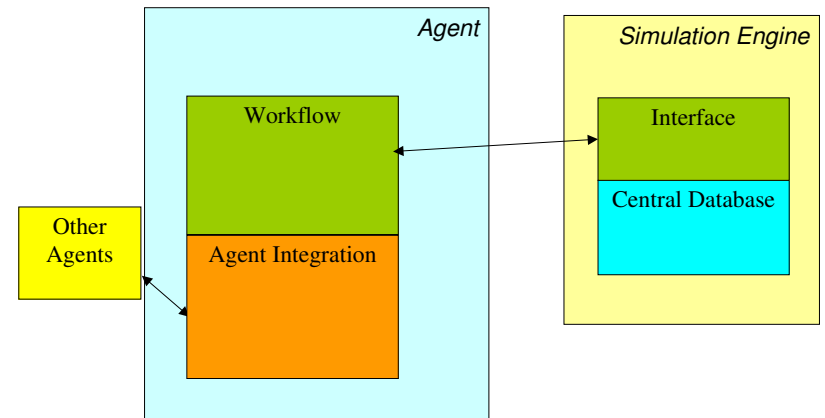 Agent
Simulation Engine
Workflow
Interface
Central Database
Other
Agents
Agent Integration